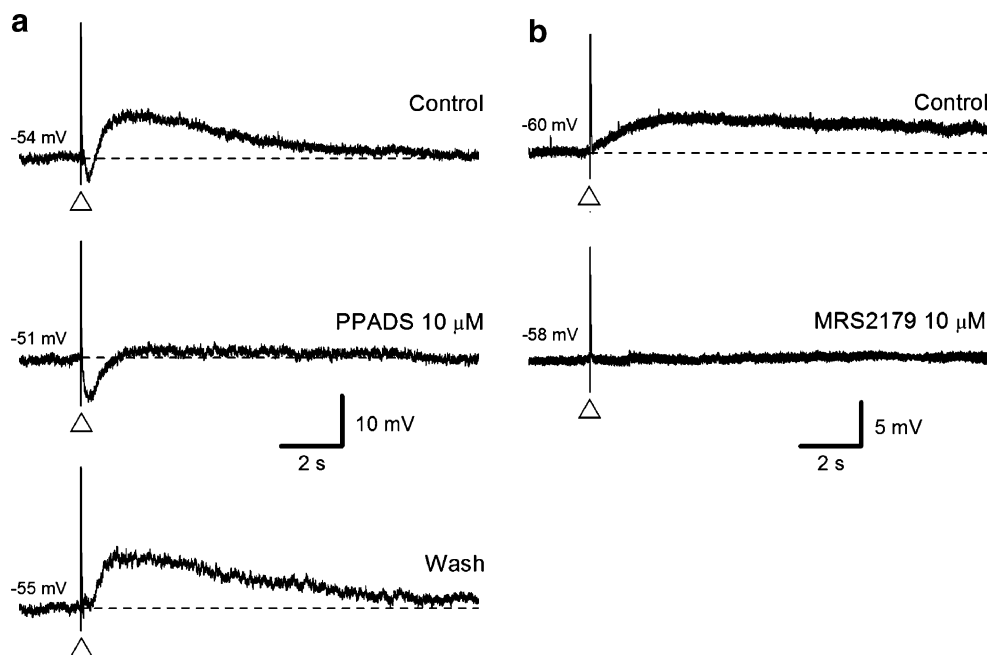 a
Control
-54 mV
PPADS 10 μM
-51 mV
10 mV
2 s
Wash
-55 mV
b
Control
-60 mV
MRS2179 10 μM
-58 mV
5 mV
2 s